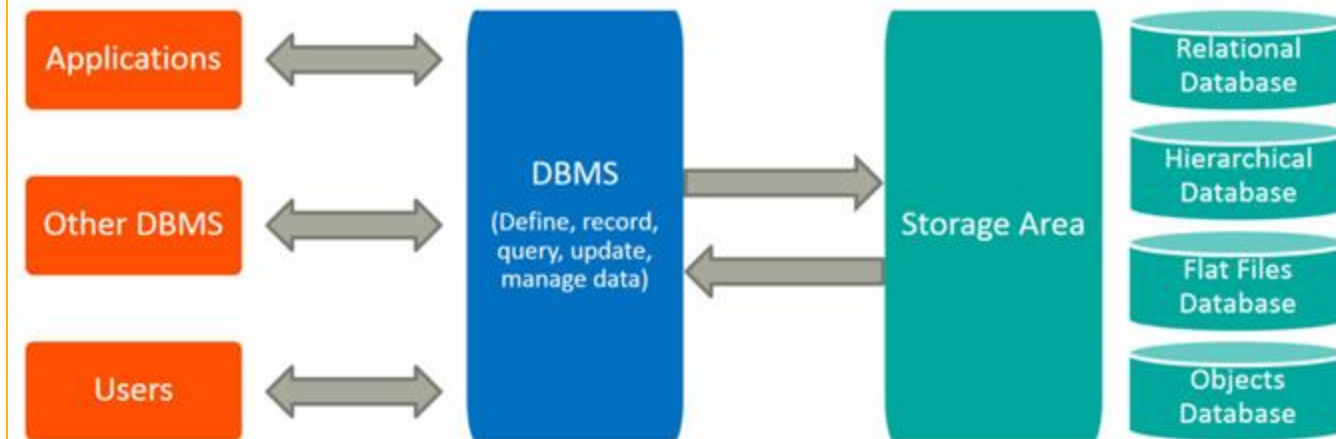 Applications
Other DBMS
Users
DBMS
(Define, record,
query, update,
manage data)
Storage Area
Relational
Database
Hierarchical
Database
Flat Files
Database
Objects
Database